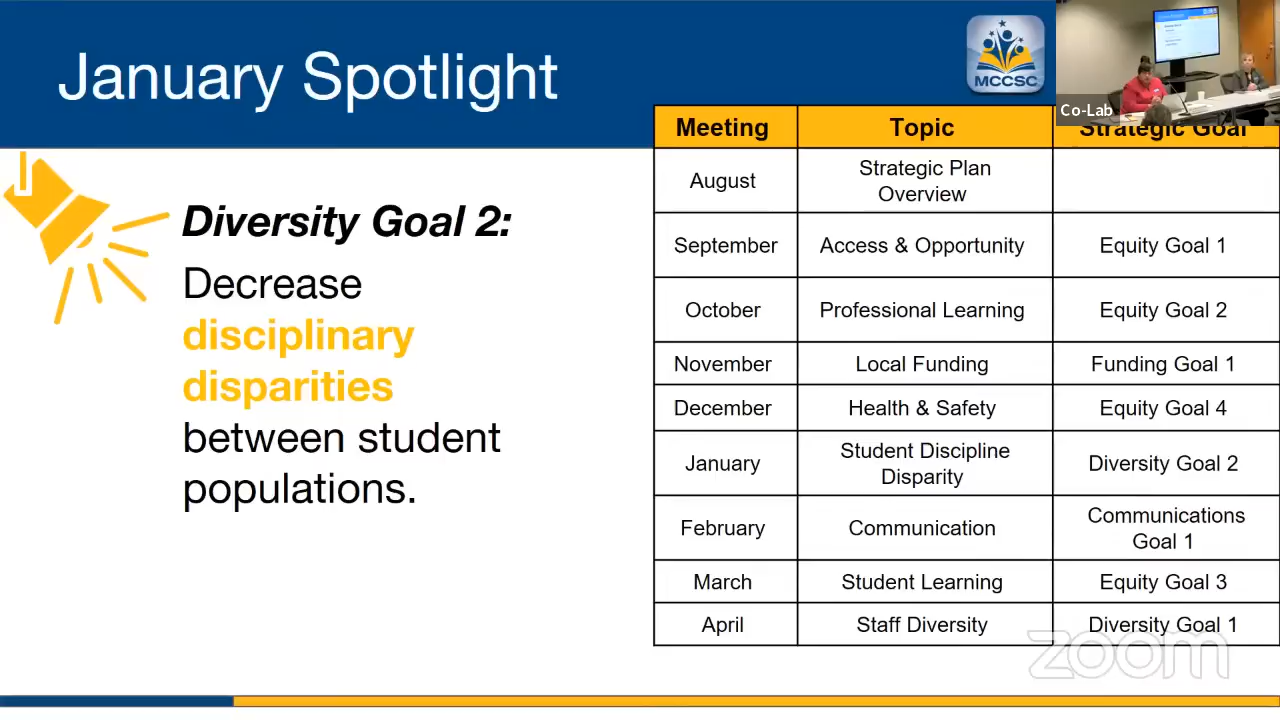 January Spotlight
MCCSC
Co-Lab
Diversity Goal 2:
Decrease
disciplinary
disparities
between student
populations.
Meeting Topic Strategic Goal
August Strategic Plan
Overview
September Access & Opportunity Equity Goal 1
October Professional Learning Equity Goal 2
November Local Funding Funding Goal 1
December Health & Safety Equity Goal 4
January Student Discipline
Disparity Diversity Goal 2
February Communication Communications
Goal 1
March Student Learning Equity Goal 3
April Staff Diversity Diversity Goal 1
zoom